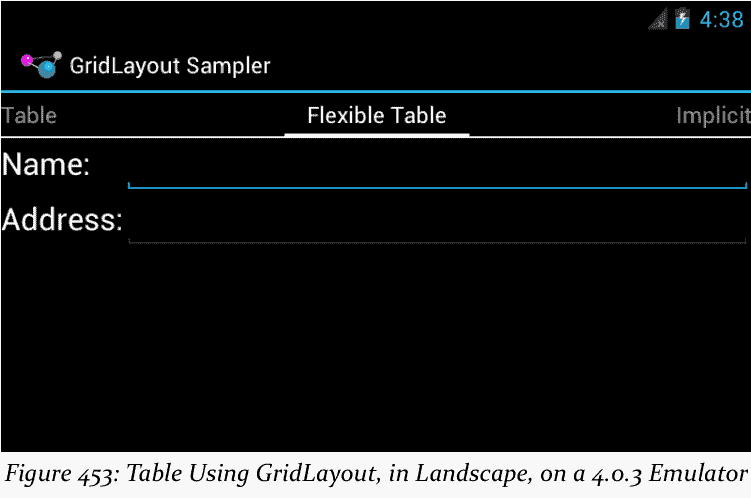 4:38
GridLayout Sampler
Table Flexible Table Implicit
Name:
Address:
Figure 453: Table Using GridLayout, in Landscape, on a 4.0.3 Emulator